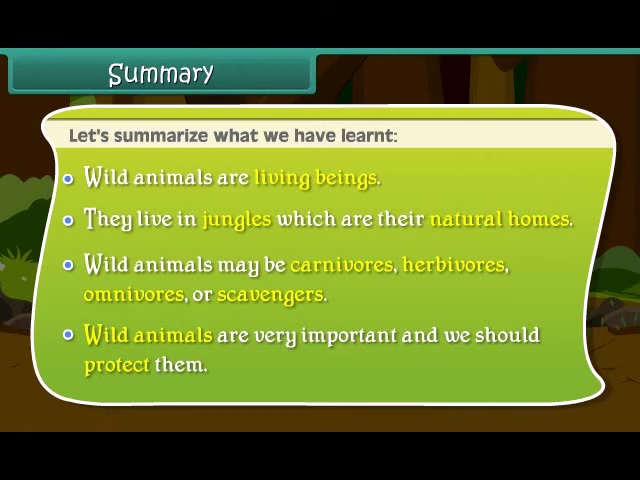 Summary
Let's summarize what we have learnt:
Wild animals are living beings.
They live in jungles which are their natural homes.
Wild animals may be carnivores, herbivores,
omnivores, or scavengers.
Wild animals are very important and we should
protect them.